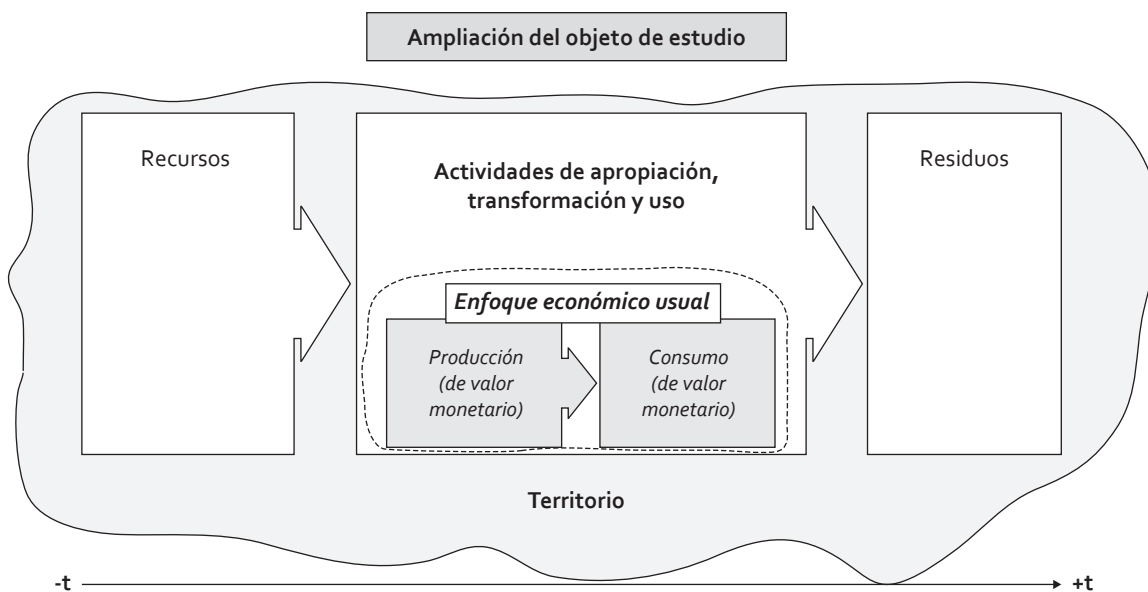 Ampliación del objeto de estudio
Recursos
Actividades de apropiación,
transformación y uso
Residuos
Enfoque económico usual
Producción
(de valor
monetario)
Consumo
(de valor
monetario)
Territorio
-t
+t